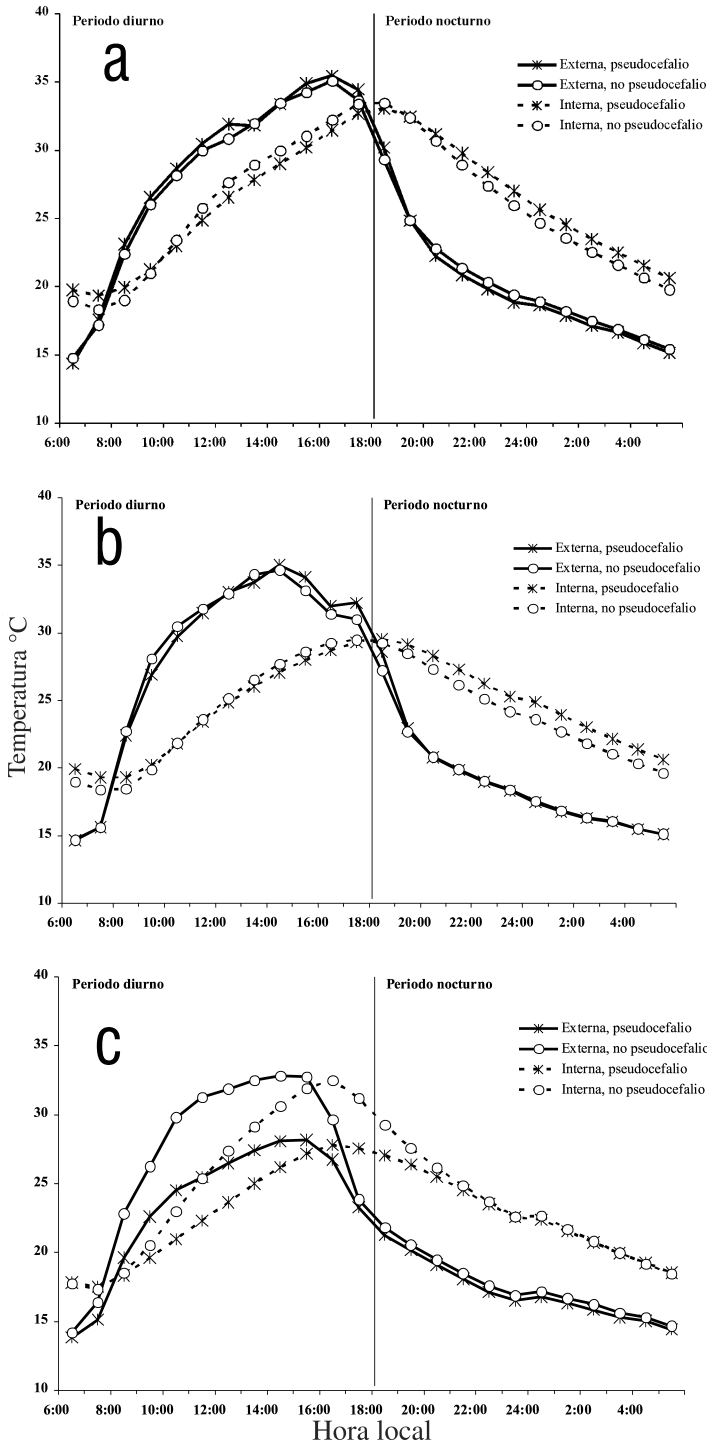 Periodo diurno
Periodo nocturno
a
Externa, pseudocefalio
Externa, no pseudocefalio
Interna, pseudocefalio
Interna, no pseudocefalio
40
35
30
25
20
15
10
6:00 8:00 10:00 12:00 14:00 16:00 18:00 20:00 22:00 24:00 2:00 4:00
Periodo diurno
Periodo nocturno
b
Externa, pseudocefalio
Externa, no pseudocefalio
Interna, pseudocefalio
Interna, no pseudocefalio
40
35
30
25
20
15
10
Temperatura °C
6:00 8:00 10:00 12:00 14:00 16:00 18:00 20:00 22:00 24:00 2:00 4:00
Periodo diurno
Periodo nocturno
c
Externa, pseudocefalio
Externa, no pseudocefalio
Interna, pseudocefalio
Interna, no pseudocefalio
40
35
30
25
20
15
10
6:00 8:00 10:00 12:00 14:00 16:00 18:00 20:00 22:00 24:00 2:00 4:00
Hora local